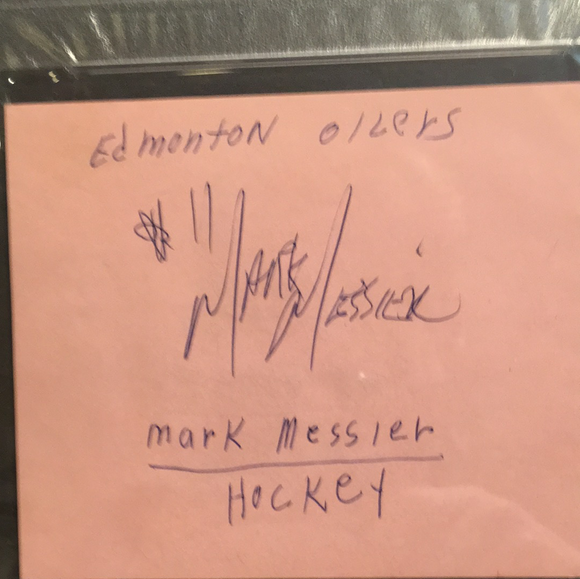 Edmonton oilers
# 11 Mark Messier
mark Messier
Hockey